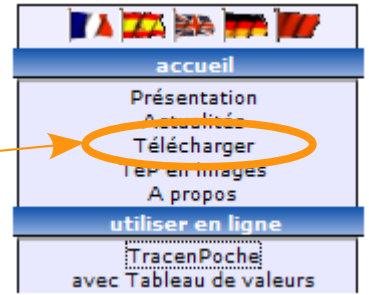 accueil
Présentation
Actualités
Télécharger
TeP en images
A propos
utiliser en ligne
TracenPoche
avec Tableau de valeurs